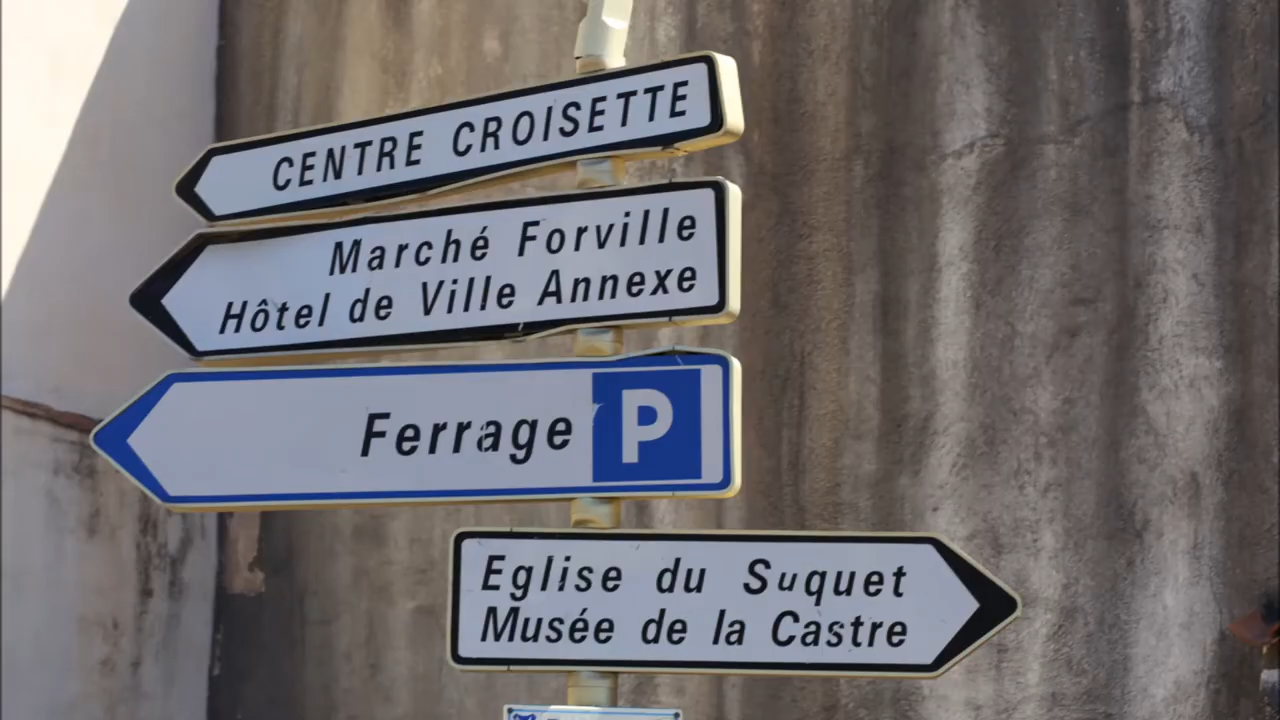 CENTRE CROISETTE
Marché Forville
Hôtel de Ville Annexe
Ferrage P
Eglise du Suquet
Musée de la Castre